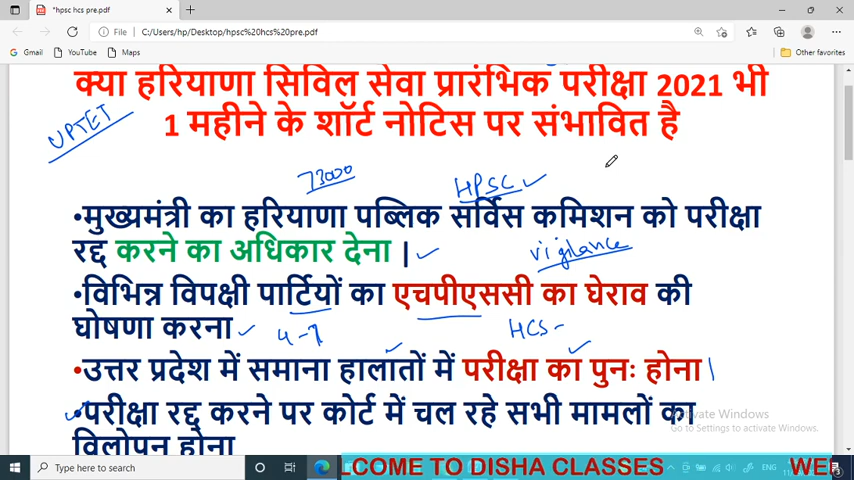 *hpsc hcs pre.pdf
File C:/Users/hp/Desktop/hpsc%20hcs%20pre.pdf
Gmail YouTube Maps Other favorites
क्या हरियाणा सिविल सेवा प्रारंभिक परीक्षा 2021 भी
1 महीने के शॉर्ट नोटिस पर संभावित है
UPTET
73000
HPSC
•मुख्यमंत्री का हरियाणा पब्लिक सर्विस कमिशन को परीक्षा
रद्द करने का अधिकार देना |
vigilance
•विभिन्न विपक्षी पार्टियों का एचपीएससी का घेराव की
घोषणा करना
HCS-
•उत्तर प्रदेश में समाना हालातों में परीक्षा का पुनः होना
•परीक्षा रद्द करने पर कोर्ट में चल रहे सभी मामलों का
विलोपन होना
Activate Windows
Go to Settings to activate Windows.
Type here to search
LCOME TO DISHA CLASSES WE
ENG